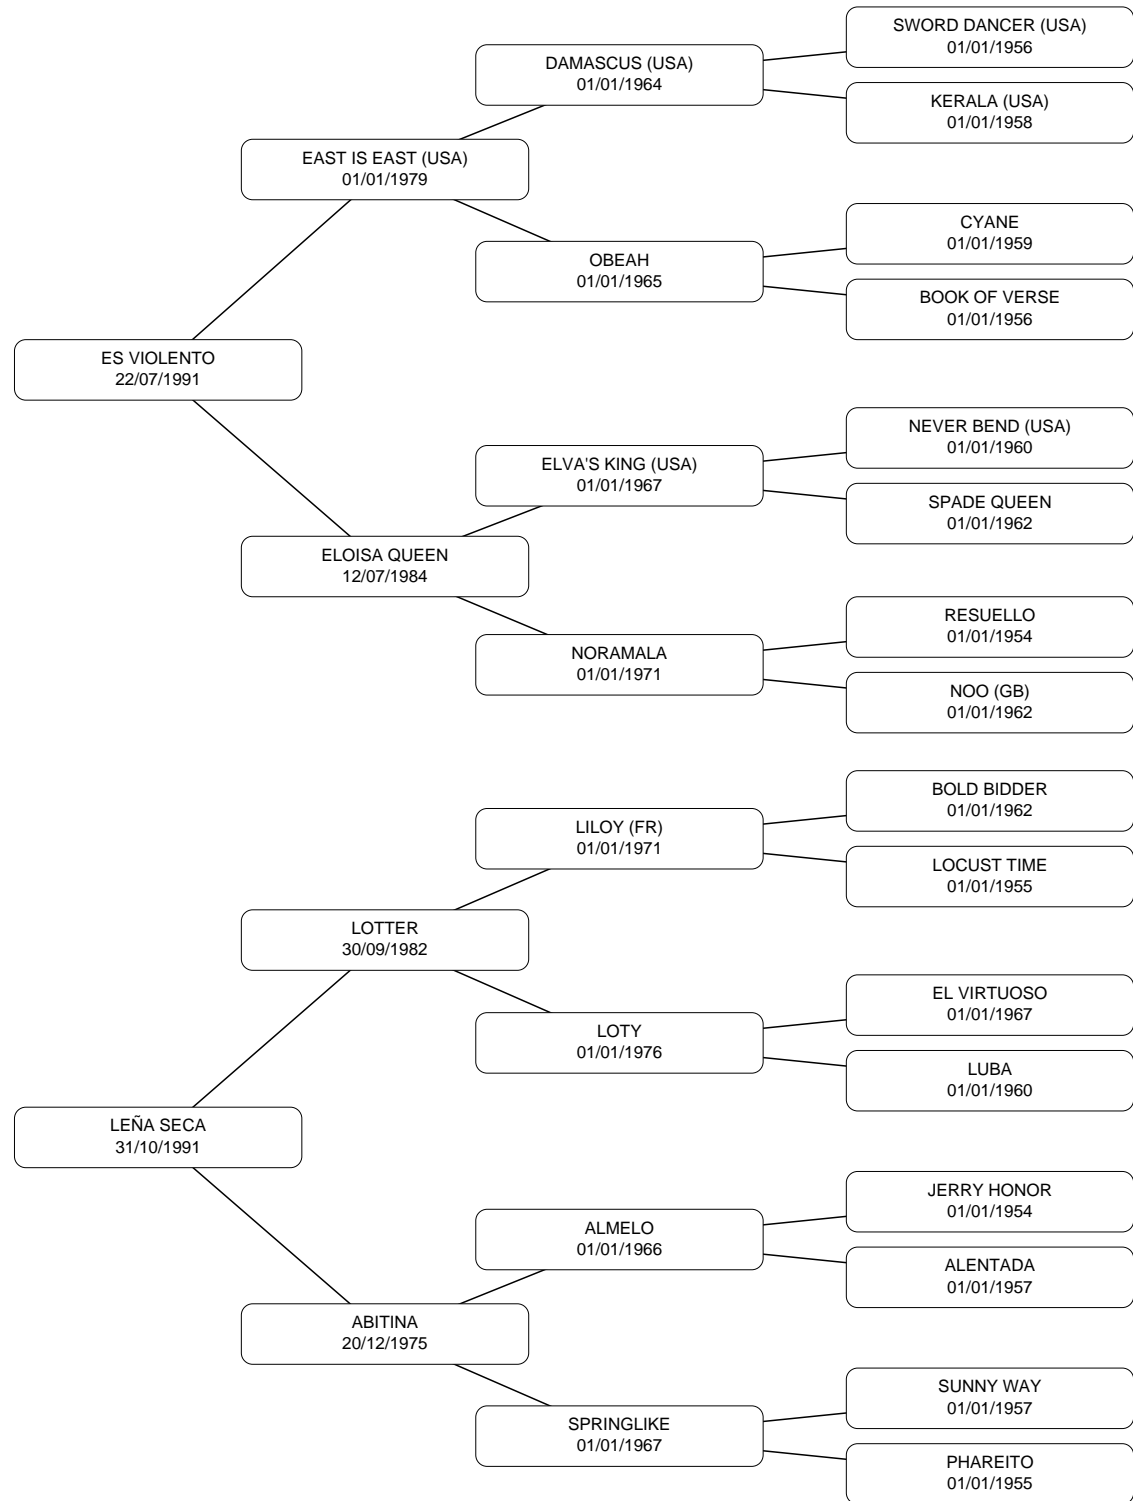 SWORD DANCER (USA)
01/01/1956
DAMASCUS (USA)
01/01/1964
KERALA (USA)
01/01/1958
EAST IS EAST (USA)
01/01/1979
CYANE
01/01/1959
OBEAH
01/01/1965
BOOK OF VERSE
01/01/1956
ES VIOLENTO
22/07/1991
NEVER BEND (USA)
01/01/1960
ELVA'S KING (USA)
01/01/1967
SPADE QUEEN
01/01/1962
ELOISA QUEEN
12/07/1984
RESUELLO
01/01/1954
NORAMALA
01/01/1971
NOO (GB)
01/01/1962
BOLD BIDDER
01/01/1962
LILOY (FR)
01/01/1971
LOCUST TIME
01/01/1955
LOTTER
30/09/1982
EL VIRTUOSO
01/01/1967
LOTY
01/01/1976
LUBA
01/01/1960
LEÑA SECA
31/10/1991
JERRY HONOR
01/01/1954
ALMELO
01/01/1966
ALENTADA
01/01/1957
ABITINA
20/12/1975
SUNNY WAY
01/01/1957
SPRINGLIKE
01/01/1967
PHAREITO
01/01/1955